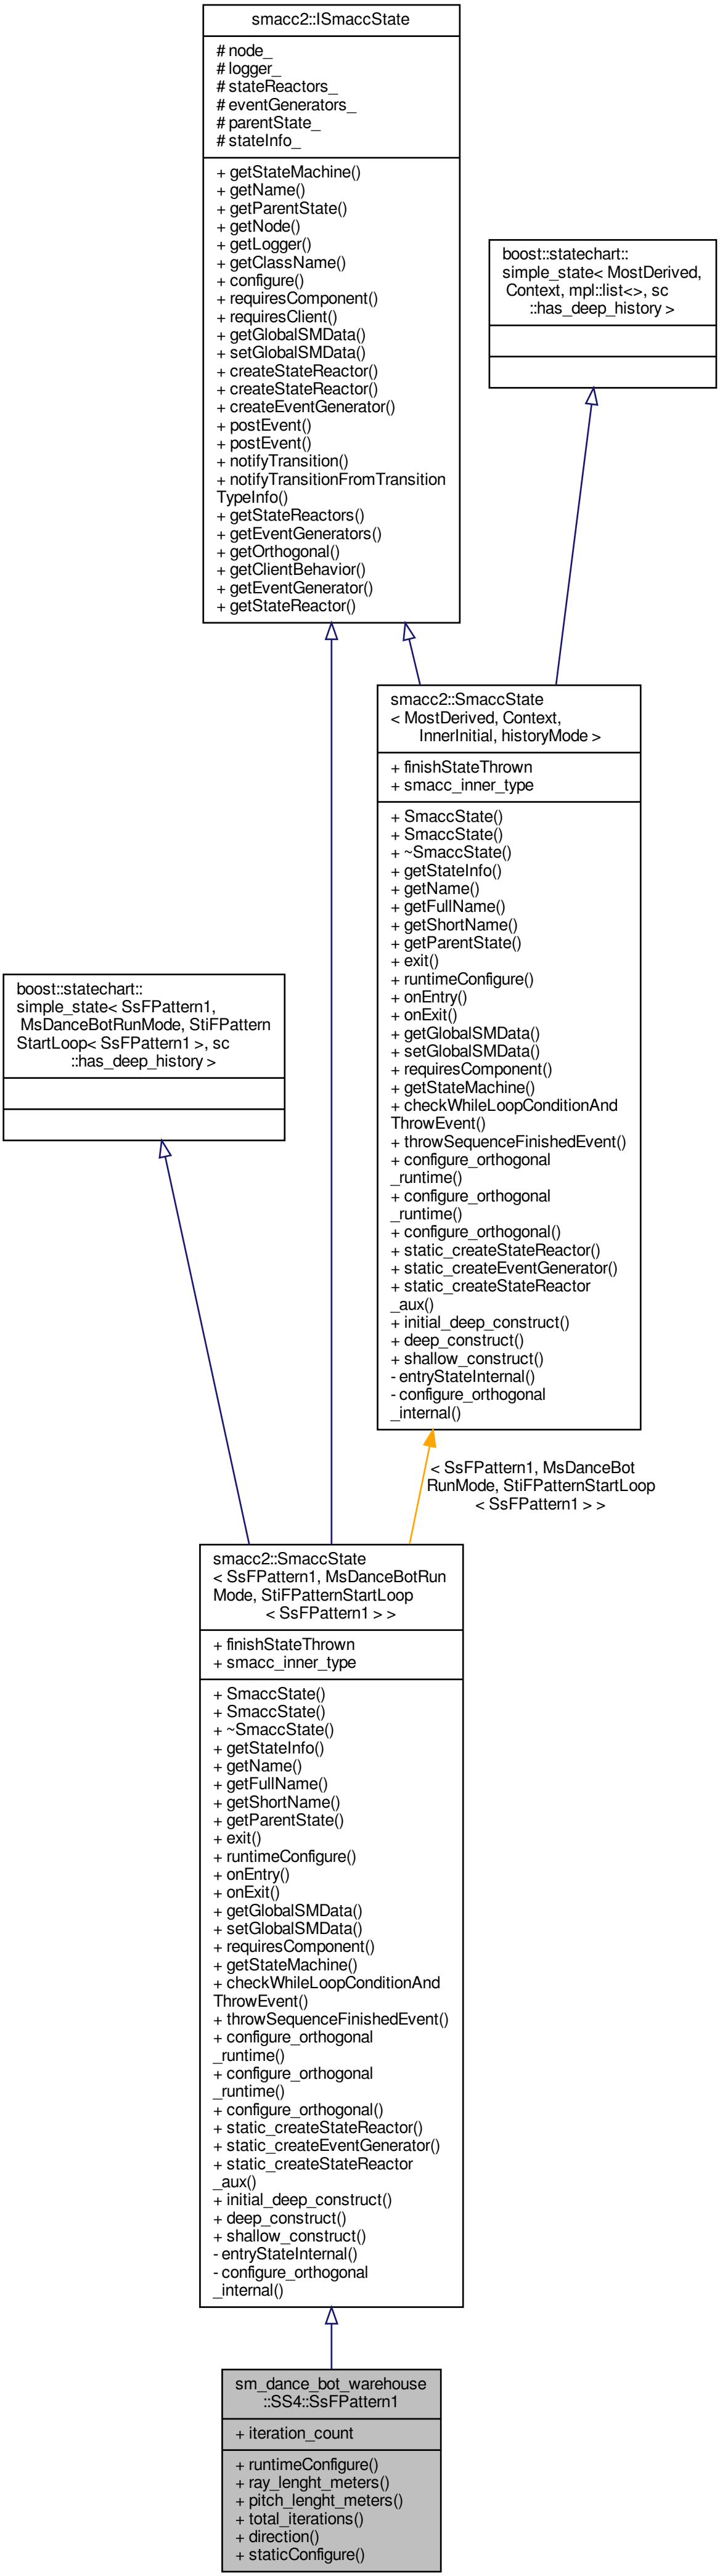 smacc2::ISmaccState
# node_
# logger_
# stateReactors_
# eventGenerators_
# parentState_
# stateInfo_
+ getStateMachine()
+ getName()
+ getParentState()
+ getNode()
+ getLogger()
+ getClassName()
+ configure()
+ requiresComponent()
+ requiresClient()
+ getGlobalSMData()
+ setGlobalSMData()
+ createStateReactor()
+ createStateReactor()
+ createEventGenerator()
+ postEvent()
+ postEvent()
+ notifyTransition()
+ notifyTransitionFromTransition
TypeInfo()
+ getStateReactors()
+ getEventGenerators()
+ getOrthogonal()
+ getClientBehavior()
+ getEventGenerator()
+ getStateReactor()
boost::statechart::
simple_state< MostDerived,
Context, mpl::list<>, sc
::has_deep_history >
smacc2::SmaccState
< MostDerived, Context,
InnerInitial, historyMode >
+ finishStateThrown
+ smacc_inner_type
+ SmaccState()
+ SmaccState()
+ ~SmaccState()
+ getStateInfo()
+ getName()
+ getFullName()
+ getShortName()
+ getParentState()
+ exit()
+ runtimeConfigure()
+ onEntry()
+ onExit()
+ getGlobalSMData()
+ setGlobalSMData()
+ requiresComponent()
+ getStateMachine()
+ checkWhileLoopConditionAnd
ThrowEvent()
+ throwSequenceFinishedEvent()
+ configure_orthogonal
_runtime()
+ configure_orthogonal
_runtime()
+ configure_orthogonal()
+ static_createStateReactor()
+ static_createEventGenerator()
+ static_createStateReactor
_aux()
+ initial_deep_construct()
+ deep_construct()
+ shallow_construct()
- entryStateInternal()
- configure_orthogonal
_internal()
boost::statechart::
simple_state< SsFPattern1,
MsDanceBotRunMode, StiFPattern
StartLoop< SsFPattern1 >, sc
::has_deep_history >
< SsFPattern1, MsDanceBot
RunMode, StiFPatternStartLoop
< SsFPattern1 > >
smacc2::SmaccState
< SsFPattern1, MsDanceBotRun
Mode, StiFPatternStartLoop
< SsFPattern1 > >
+ finishStateThrown
+ smacc_inner_type
+ SmaccState()
+ SmaccState()
+ ~SmaccState()
+ getStateInfo()
+ getName()
+ getFullName()
+ getShortName()
+ getParentState()
+ exit()
+ runtimeConfigure()
+ onEntry()
+ onExit()
+ getGlobalSMData()
+ setGlobalSMData()
+ requiresComponent()
+ getStateMachine()
+ checkWhileLoopConditionAnd
ThrowEvent()
+ throwSequenceFinishedEvent()
+ configure_orthogonal
_runtime()
+ configure_orthogonal
_runtime()
+ configure_orthogonal()
+ static_createStateReactor()
+ static_createEventGenerator()
+ static_createStateReactor
_aux()
+ initial_deep_construct()
+ deep_construct()
+ shallow_construct()
- entryStateInternal()
- configure_orthogonal
_internal()
sm_dance_bot_warehouse
::SS4::SsFPattern1
+ iteration_count
+ runtimeConfigure()
+ ray_lenght_meters()
+ pitch_lenght_meters()
+ total_iterations()
+ direction()
+ staticConfigure()